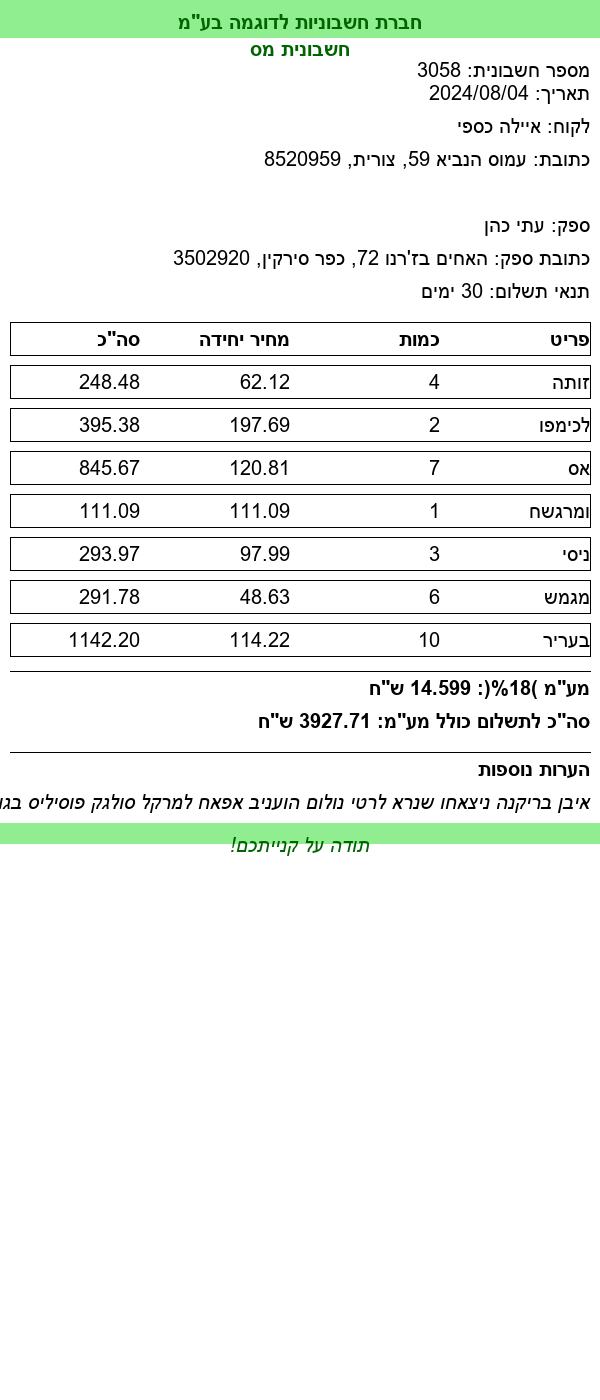 חברת חשבוניות לדוגמה בע"מ
חשבונית מס
מספר חשבונית: 3058
תאריך: 2024/08/04
לקוח: איילה כספי
כתובת: עמוס הנביא 59, צורית, 8520959
ספק: עתי כהן
כתובת ספק: האחים בז'רנו 72, כפר סירקין, 3502920
תנאי תשלום: 30 ימים
פריט כמות מחיר יחידה סה"כ
זותה 4 62.12 248.48
לכימפו 2 197.69 395.38
אס 7 120.81 845.67
ומרגשח 1 111.09 111.09
ניסי 3 97.99 293.97
מגמש 6 48.63 291.78
בעריר 10 114.22 1142.20
מע"מ )18%(: 14.599 ש"ח
סה"כ לתשלום כולל מע"מ: 3927.71 ש"ח
הערות נוספות
איבן בריקנה ניצאחו שנרא לרטי נולום הועניב אפאח למרקל סולגק פוסיליס
תודה על קנייתכם!